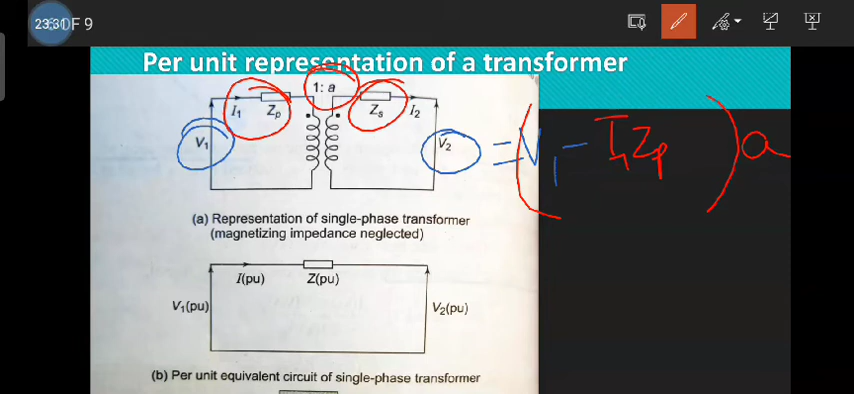 OF 9
Per unit representation of a transformer
1: a
I₁ Zₚ Zₛ I₂
V₁ V₂ = (V₁ - I₁Zₚ) a
(a) Representation of single-phase transformer
(magnetizing impedance neglected)
I(pu) Z(pu)
V₁(pu) V₂(pu)
(b) Per unit equivalent circuit of single-phase transformer